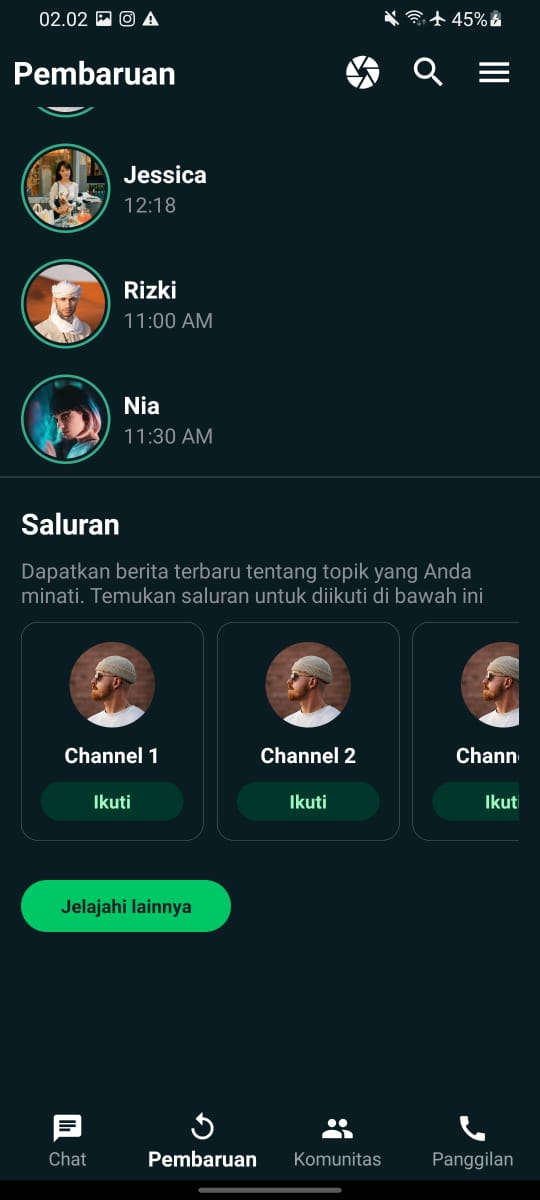 02.02
45%
Pembaruan
Jessica
12:18
Rizki
11:00 AM
Nia
11:30 AM
Saluran
Dapatkan berita terbaru tentang topik yang Anda
minati. Temukan saluran untuk diikuti di bawah ini
Channel 1
Channel 2
Chann
Ikuti
Ikuti
Ikuti
Jelajahi lainnya
Chat
Pembaruan
Komunitas
Panggilan